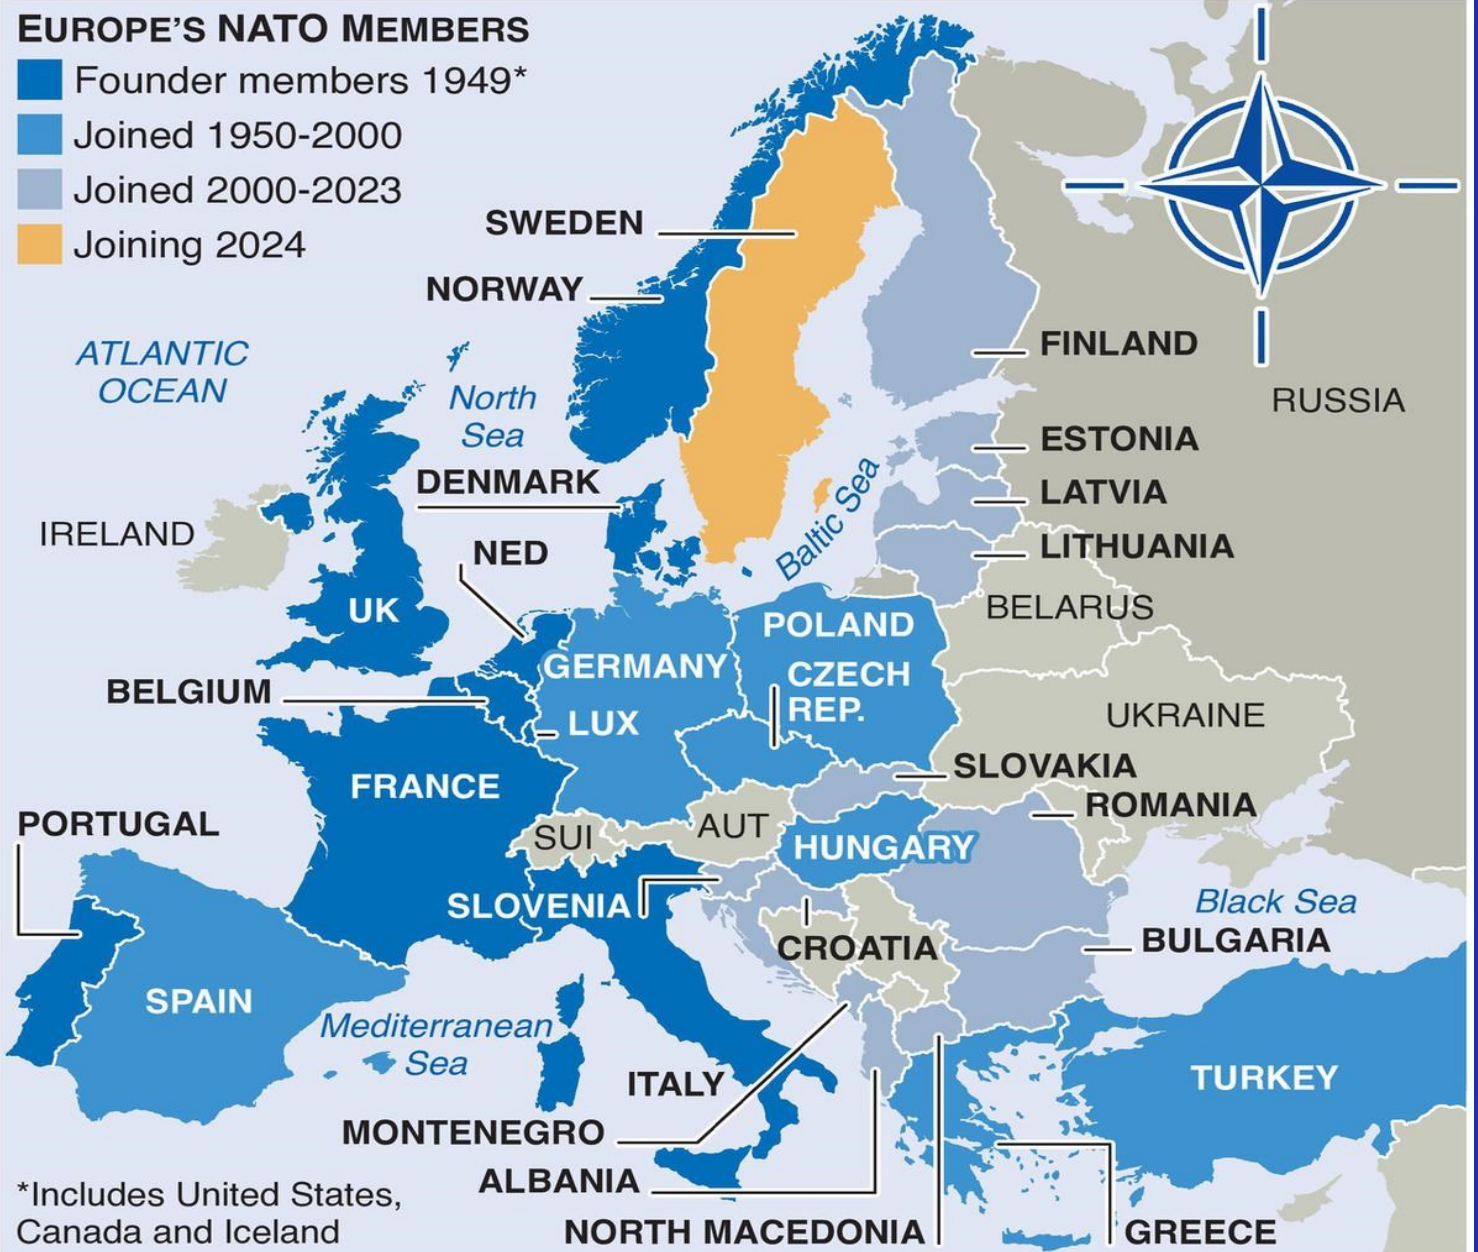 EUROPE'S NATO MEMBERS
Founder members 1949*
Joined 1950-2000
Joined 2000-2023
Joining 2024
SWEDEN
NORWAY
ATLANTIC
OCEAN
North
Sea
FINLAND
RUSSIA
ESTONIA
DENMARK
LATVIA
IRELAND
NED
Baltic Sea
LITHUANIA
UK
BELARUS
POLAND
GERMANY
CZECH
REP.
BELGIUM
LUX
UKRAINE
SLOVAKIA
FRANCE
ROMANIA
PORTUGAL
SUI
AUT
HUNGARY
SLOVENIA
Black Sea
CROATIA
BULGARIA
SPAIN
Mediterranean
Sea
ITALY
TURKEY
MONTENEGRO
ALBANIA
NORTH MACEDONIA
GREECE
*Includes United States,
Canada and Iceland